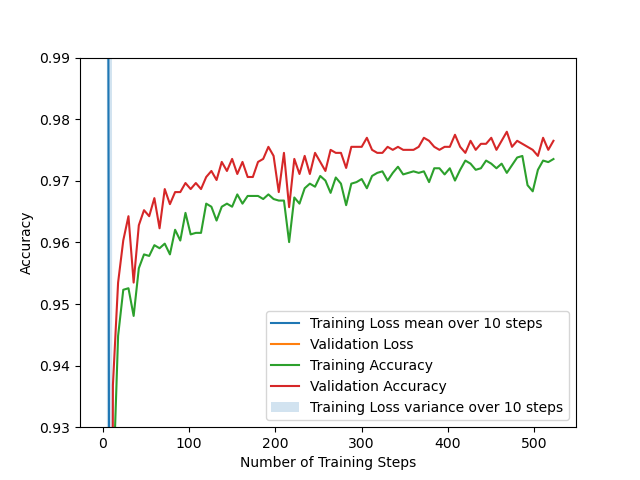 0.99
0.98
0.97
0.96
0.95
0.94
0.93
Accuracy
0 100 200 300 400 500
Number of Training Steps
Training Loss mean over 10 steps
Validation Loss
Training Accuracy
Validation Accuracy
Training Loss variance over 10 steps